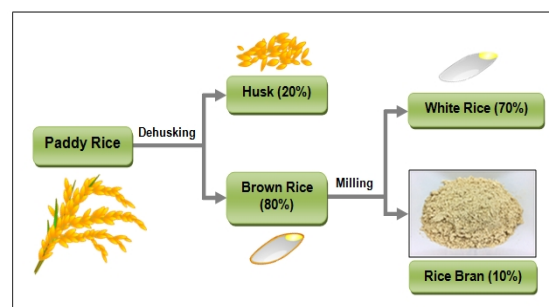 Husk (20%)
White Rice (70%)
Dehusking
Paddy Rice
Brown Rice
(80%)
Milling
Rice Bran (10%)